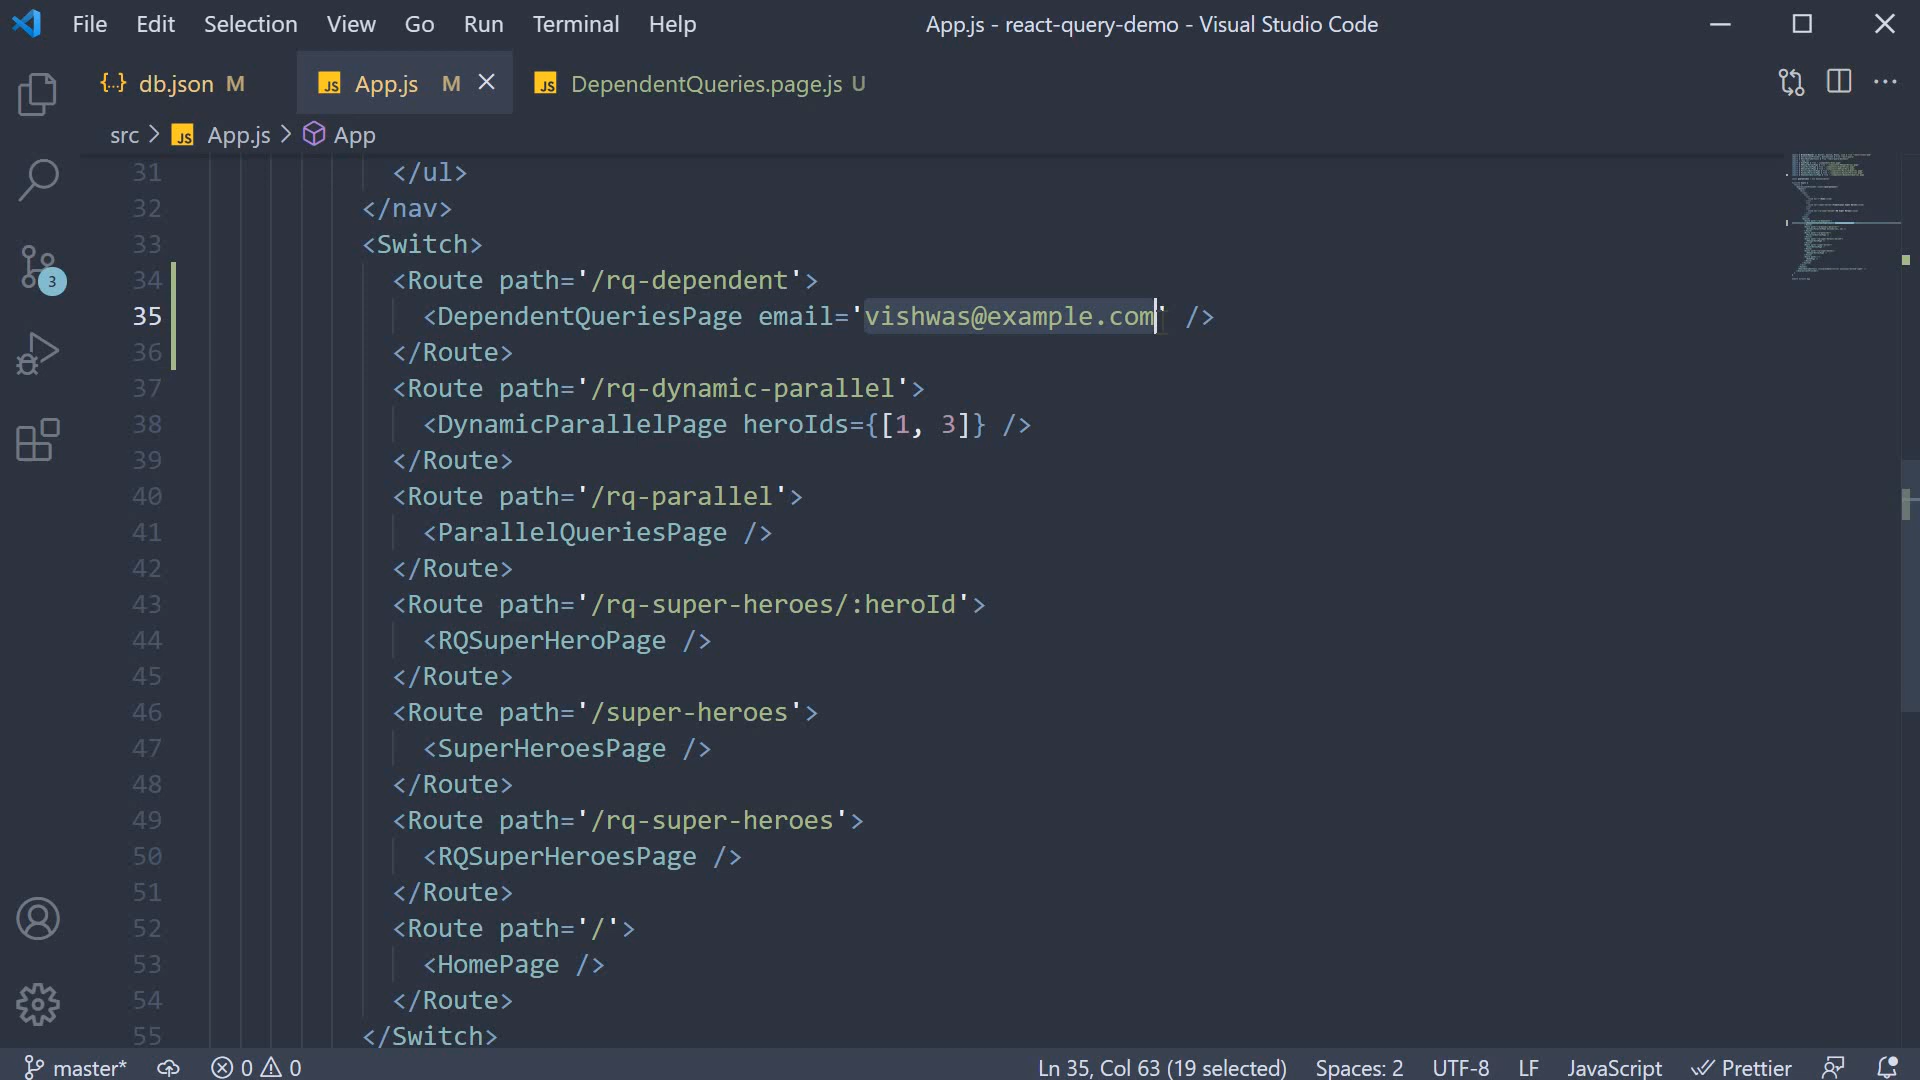 File Edit Selection View Go Run Terminal Help App.js - react-query-demo - Visual Studio Code
{..} db.json M JS App.js M JS DependentQueries.page.js U
src > JS App.js > App
31 </ul>
32 </nav>
33 <Switch>
34 <Route path='/rq-dependent'>
35 <DependentQueriesPage email='vishwas@example.com' />
36 </Route>
37 <Route path='/rq-dynamic-parallel'>
38 <DynamicParallelPage heroIds={[1, 3]} />
39 </Route>
40 <Route path='/rq-parallel'>
41 <ParallelQueriesPage />
42 </Route>
43 <Route path='/rq-super-heroes/:heroId'>
44 <RQSuperHeroPage />
45 </Route>
46 <Route path='/super-heroes'>
47 <SuperHeroesPage />
48 </Route>
49 <Route path='/rq-super-heroes'>
50 <RQSuperHeroesPage />
51 </Route>
52 <Route path='/'>
53 <HomePage />
54 </Route>
55 </Switch>
3
master* 0 0 Ln 35, Col 63 (19 selected) Spaces: 2 UTF-8 LF JavaScript Prettier